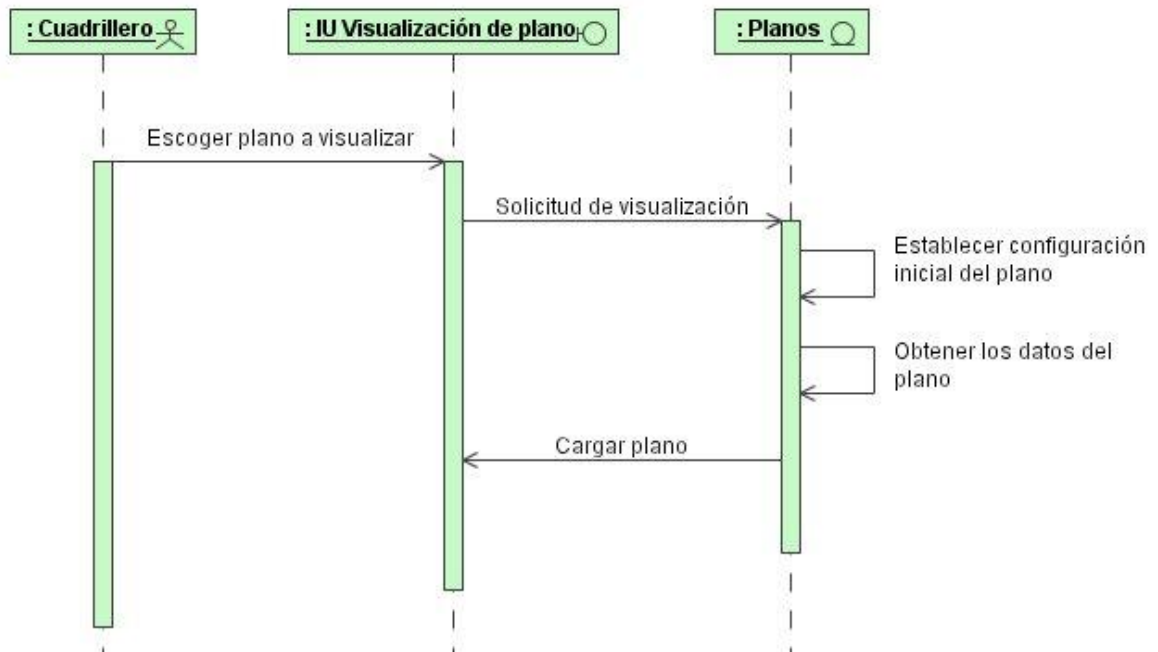 : Cuadrillero
: IU Visualización de plano
: Planos
Escoger plano a visualizar
Solicitud de visualización
Establecer configuración
inicial del plano
Obtener los datos del
plano
Cargar plano